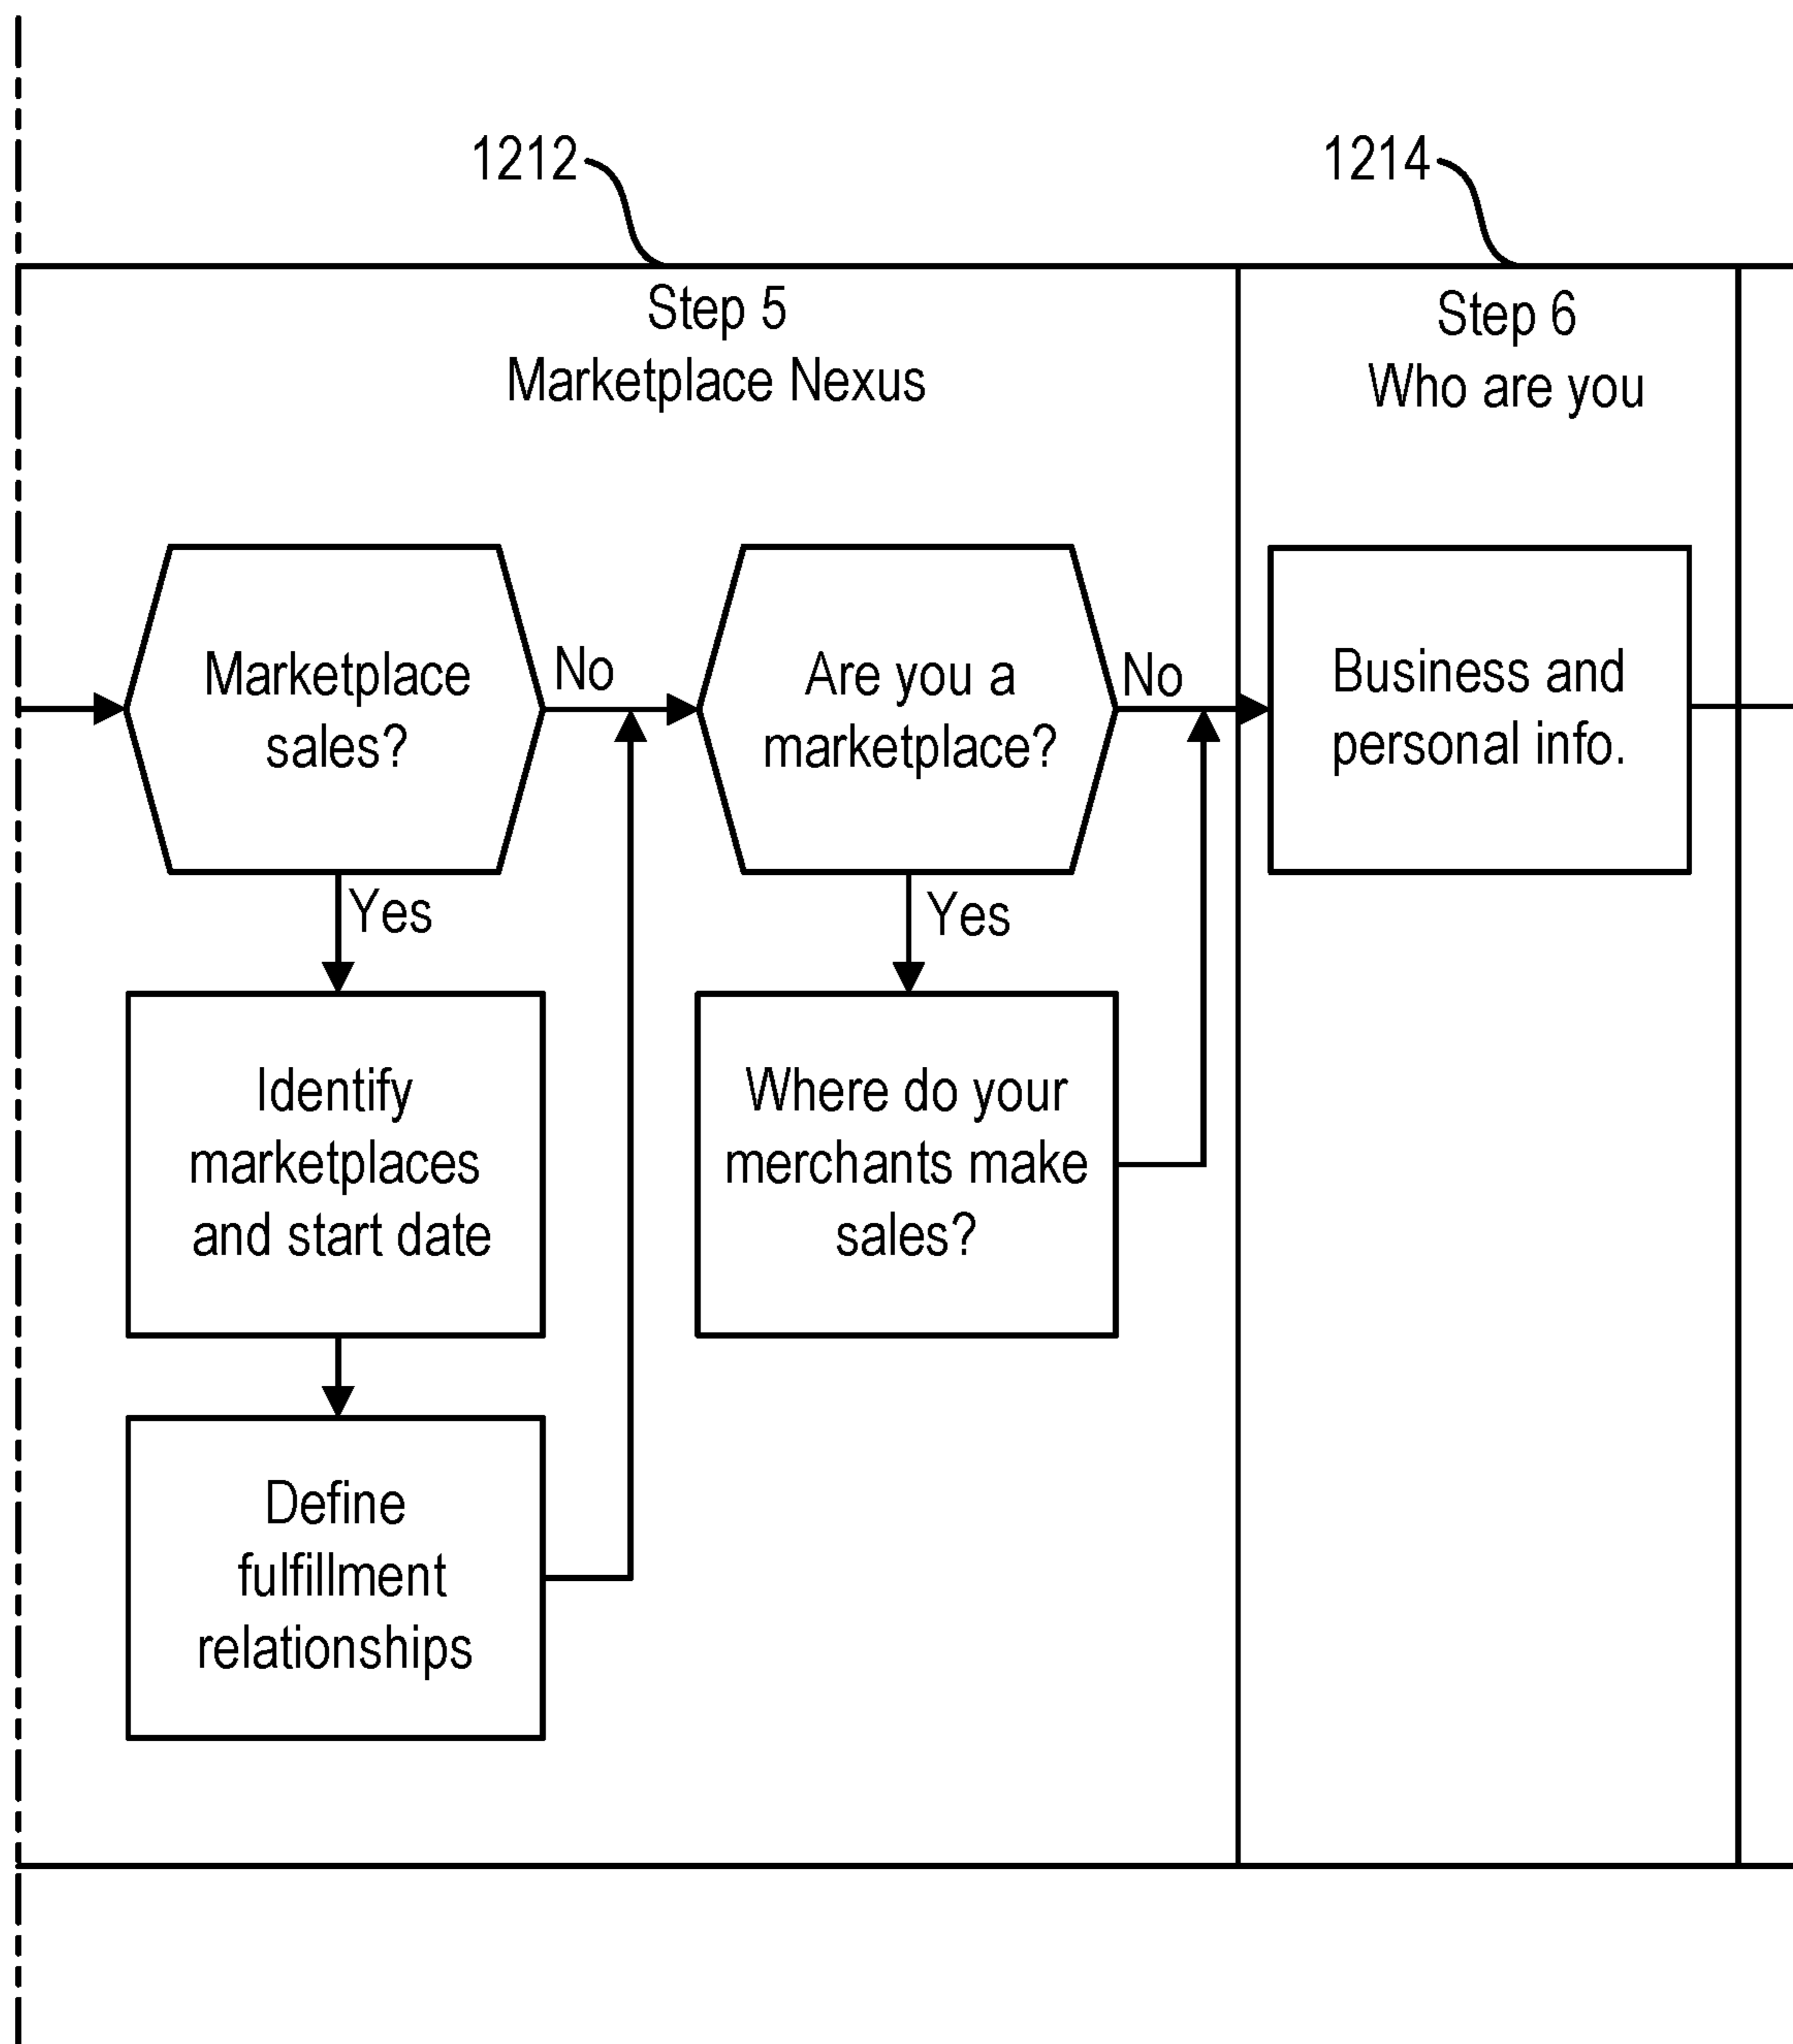 1212
1214
Step 5
Marketplace Nexus
Step 6
Who are you
Marketplace
sales?
No
Are you a
marketplace?
No
Business and
personal info.
Yes
Yes
Identify
marketplaces
and start date
Where do your
merchants make
sales?
Define
fulfillment
relationships